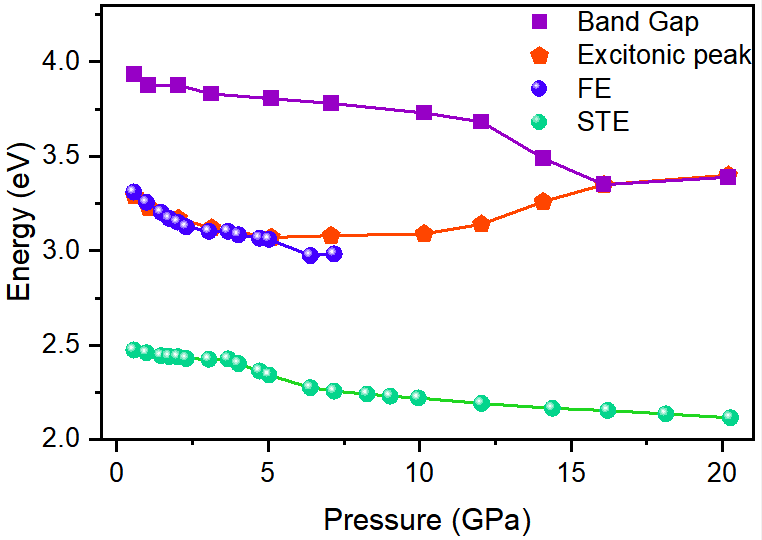 Band Gap
Excitonic peak
FE
STE
4.0
3.5
3.0
2.5
2.0
Energy (eV)
0 5 10 15 20
Pressure (GPa)